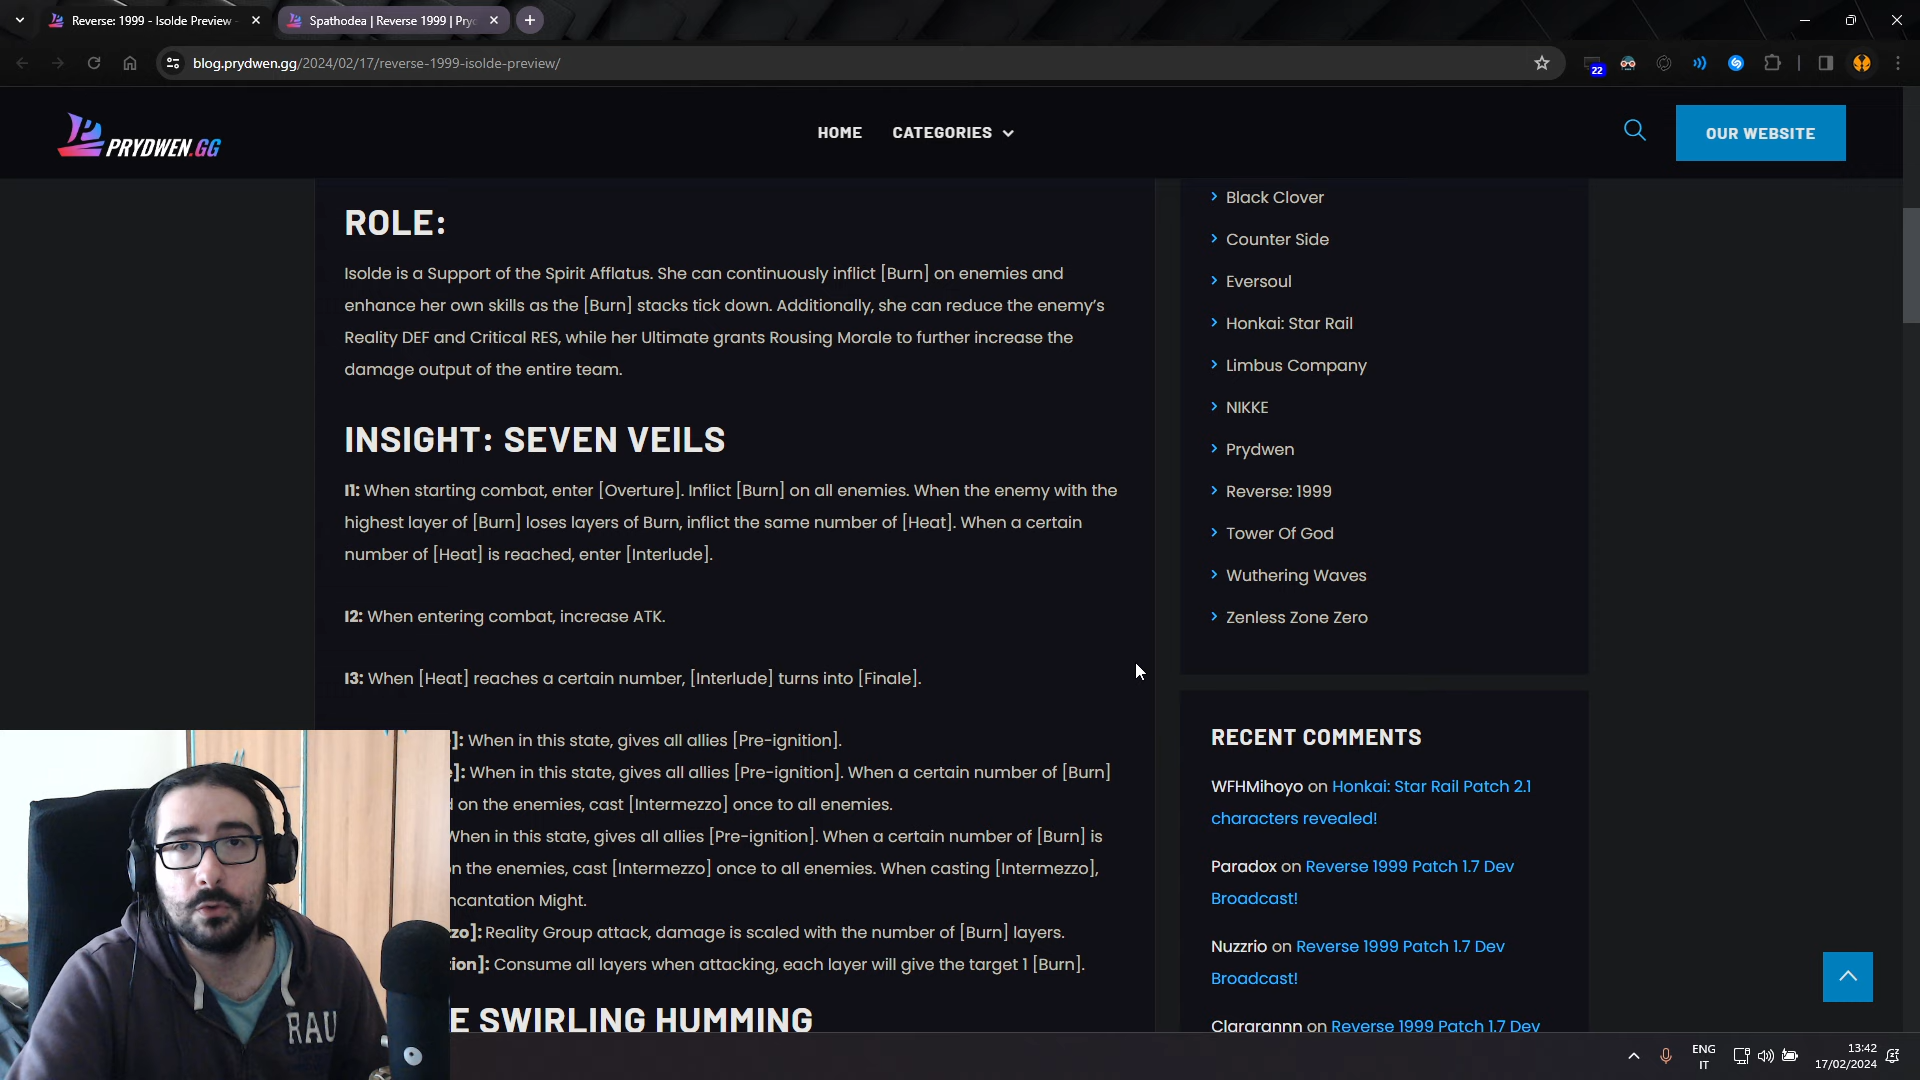 Reverse: 1999 - Isolde Preview
Spathodea | Reverse 1999 | Pry
blog.prydwen.gg/2024/02/17/reverse-1999-isolde-preview/
22
PRYDWEN.GG
HOME
CATEGORIES
OUR WEBSITE
ROLE:
Isolde is a Support of the Spirit Afflatus. She can continuously inflict [Burn] on enemies and
enhance her own skills as the [Burn] stacks tick down. Additionally, she can reduce the enemy’s
Reality DEF and Critical RES, while her Ultimate grants Rousing Morale to further increase the
damage output of the entire team.
INSIGHT: SEVEN VEILS
I1: When starting combat, enter [Overture]. Inflict [Burn] on all enemies. When the enemy with the
highest layer of [Burn] loses layers of Burn, inflict the same number of [Heat]. When a certain
number of [Heat] is reached, enter [Interlude].
I2: When entering combat, increase ATK.
I3: When [Heat] reaches a certain number, [Interlude] turns into [Finale].
]: When in this state, gives all allies [Pre-ignition].
e]: When in this state, gives all allies [Pre-ignition]. When a certain number of [Burn]
d on the enemies, cast [Intermezzo] once to all enemies.
When in this state, gives all allies [Pre-ignition]. When a certain number of [Burn] is
n the enemies, cast [Intermezzo] once to all enemies. When casting [Intermezzo],
ncantation Might.
zo]: Reality Group attack, damage is scaled with the number of [Burn] layers.
ion]: Consume all layers when attacking, each layer will give the target 1 [Burn].
E SWIRLING HUMMING
Black Clover
Counter Side
Eversoul
Honkai: Star Rail
Limbus Company
NIKKE
Prydwen
Reverse: 1999
Tower Of God
Wuthering Waves
Zenless Zone Zero
RECENT COMMENTS
WFHMihoyo on Honkai: Star Rail Patch 2.1
characters revealed!
Paradox on Reverse 1999 Patch 1.7 Dev
Broadcast!
Nuzzrio on Reverse 1999 Patch 1.7 Dev
Broadcast!
Clararannn on Reverse 1999 Patch 1.7 Dev
RAU
ENG
IT
13:42
17/02/2024